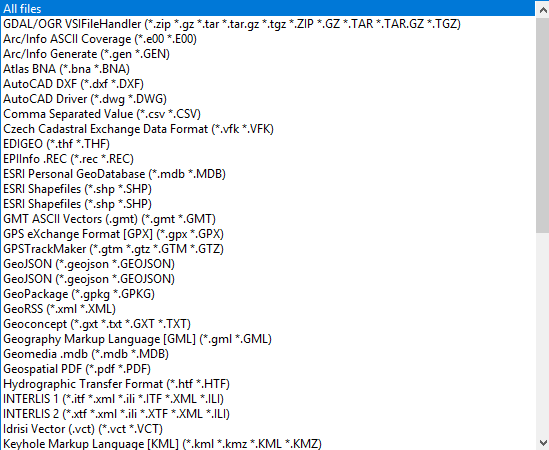 All files
GDAL/OGR VSIFileHandler (*.zip *.gz *.tar *.tar.gz *.tgz *.ZIP *.GZ *.TAR *.TAR.GZ *.TGZ)
Arc/Info ASCII Coverage (*.e00 *.E00)
Arc/Info Generate (*.gen *.GEN)
Atlas BNA (*.bna *.BNA)
AutoCAD DXF (*.dxf *.DXF)
AutoCAD Driver (*.dwg *.DWG)
Comma Separated Value (*.csv *.CSV)
Czech Cadastral Exchange Data Format (*.vfk *.VFK)
EDIGEO (*.thf *.THF)
EPIInfo .REC (*.rec *.REC)
ESRI Personal GeoDatabase (*.mdb *.MDB)
ESRI Shapefiles (*.shp *.SHP)
ESRI Shapefiles (*.shp *.SHP)
GMT ASCII Vectors (.gmt) (*.gmt *.GMT)
GPS eXchange Format [GPX] (*.gpx *.GPX)
GPSTrackMaker (*.gtm *.gtz *.GTM *.GTZ)
GeoJSON (*.geojson *.GEOJSON)
GeoJSON (*.geojson *.GEOJSON)
GeoPackage (*.gpkg *.GPKG)
GeoRSS (*.xml *.XML)
Geoconcept (*.gxt *.txt *.GXT *.TXT)
Geography Markup Language [GML] (*.gml *.GML)
Geomedia .mdb (*.mdb *.MDB)
Geospatial PDF (*.pdf *.PDF)
Hydrographic Transfer Format (*.htf *.HTF)
INTERLIS 1 (*.itf *.xml *.ili *.ITF *.XML *.ILI)
INTERLIS 2 (*.xtf *.xml *.ili *.XTF *.XML *.ILI)
Idrisi Vector (.vct) (*.vct *.VCT)
Keyhole Markup Language [KML] (*.kml *.kmz *.KML *.KMZ)